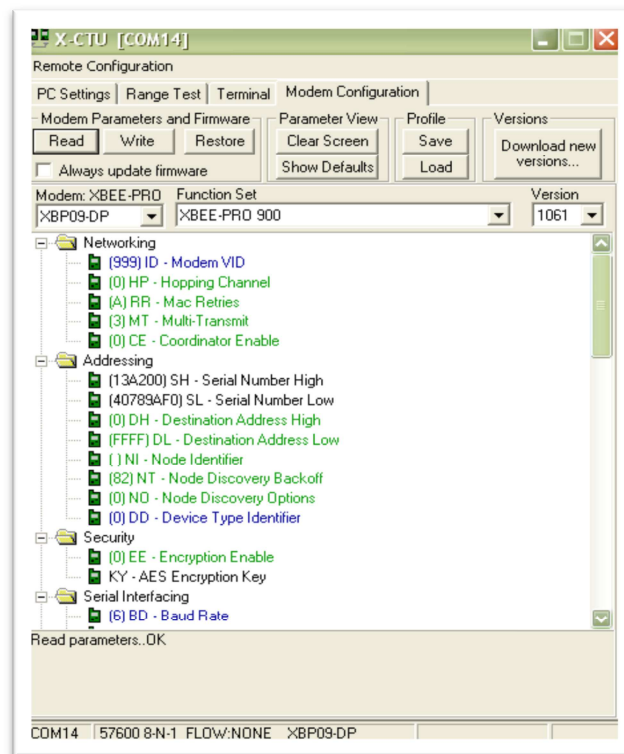 X-CTU [COM14]
Remote Configuration
PC Settings Range Test Terminal Modem Configuration
Modem Parameters and Firmware Parameter View Profile Versions
Read Write Restore Clear Screen Save Download new versions...
Always update firmware Show Defaults Load
Modem: XBEE-PRO Function Set Version
XBP09-DP XBEE-PRO 900 1061
Networking
(999) ID - Modem VID
(0) HP - Hopping Channel
(A) RR - Mac Retries
(3) MT - Multi-Transmit
(0) CE - Coordinator Enable
Addressing
(13A200) SH - Serial Number High
(40789AF0) SL - Serial Number Low
(0) DH - Destination Address High
(FFFF) DL - Destination Address Low
( ) NI - Node Identifier
(82) NT - Node Discovery Backoff
(0) NO - Node Discovery Options
(0) DD - Device Type Identifier
Security
(0) EE - Encryption Enable
KY - AES Encryption Key
Serial Interfacing
(6) BD - Baud Rate
Read parameters..OK
COM14 57600 8-N-1 FLOW:NONE XBP09-DP